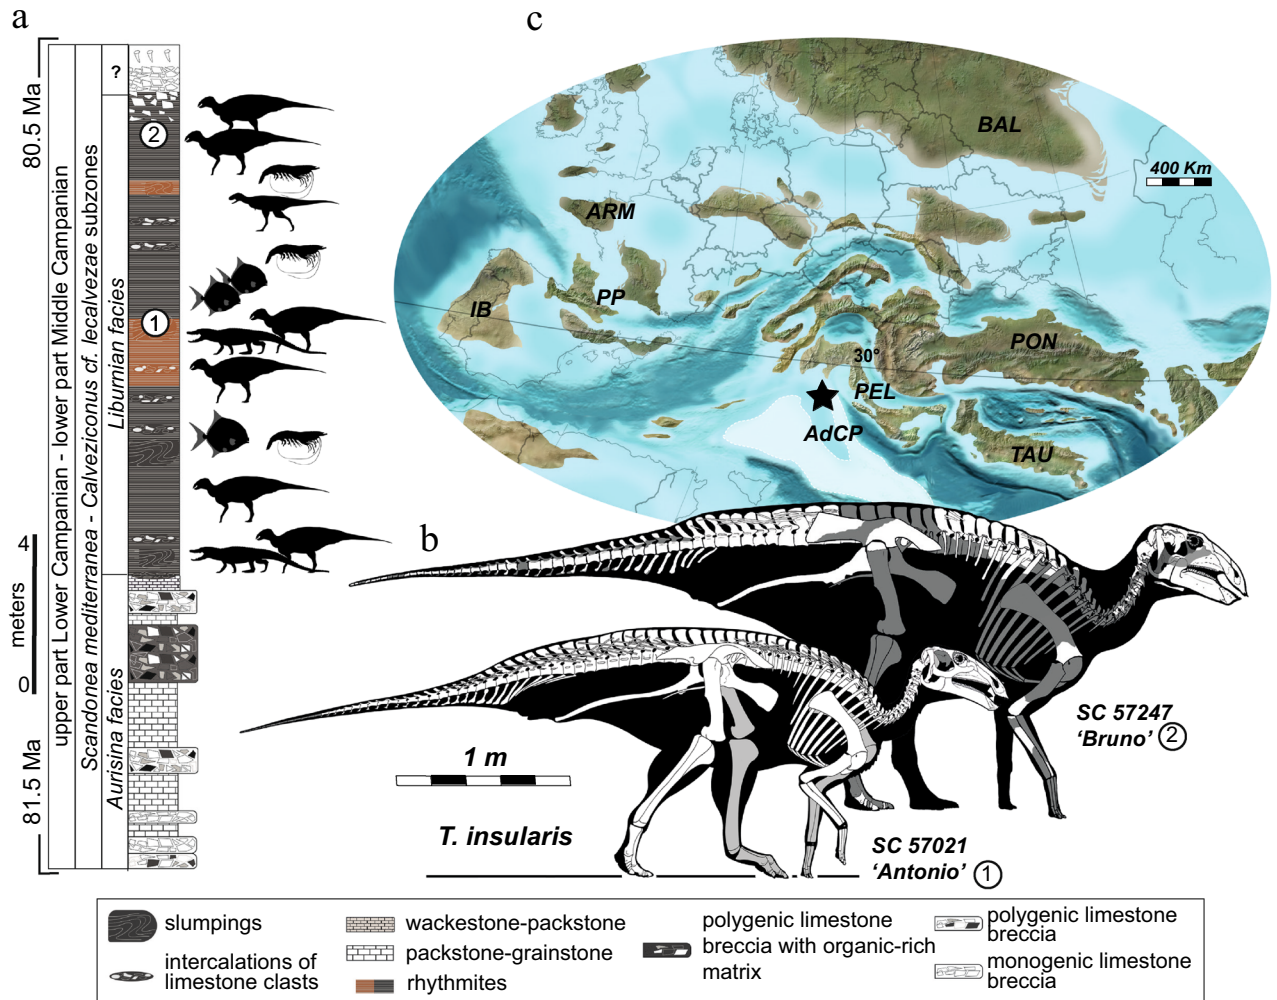 a
80.5 Ma
81.5 Ma
4
meters
0
upper part Lower Campanian - lower part Middle Campanian
Scandonea mediterranea - Calveziconus cf. lecalvezae subzones
?
Liburnian facies
Aurisina facies
2
1
c
BAL
400 Km
ARM
IB
PP
PON
30°
PEL
AdCP
TAU
b
SC 57247
'Bruno' 2
1 m
T. insularis
SC 57021
'Antonio' 1
slumpings
intercalations of
limestone clasts
wackestone-packstone
packstone-grainstone
rhythmites
polygenic limestone
breccia with organic-rich
matrix
polygenic limestone
breccia
monogenic limestone
breccia